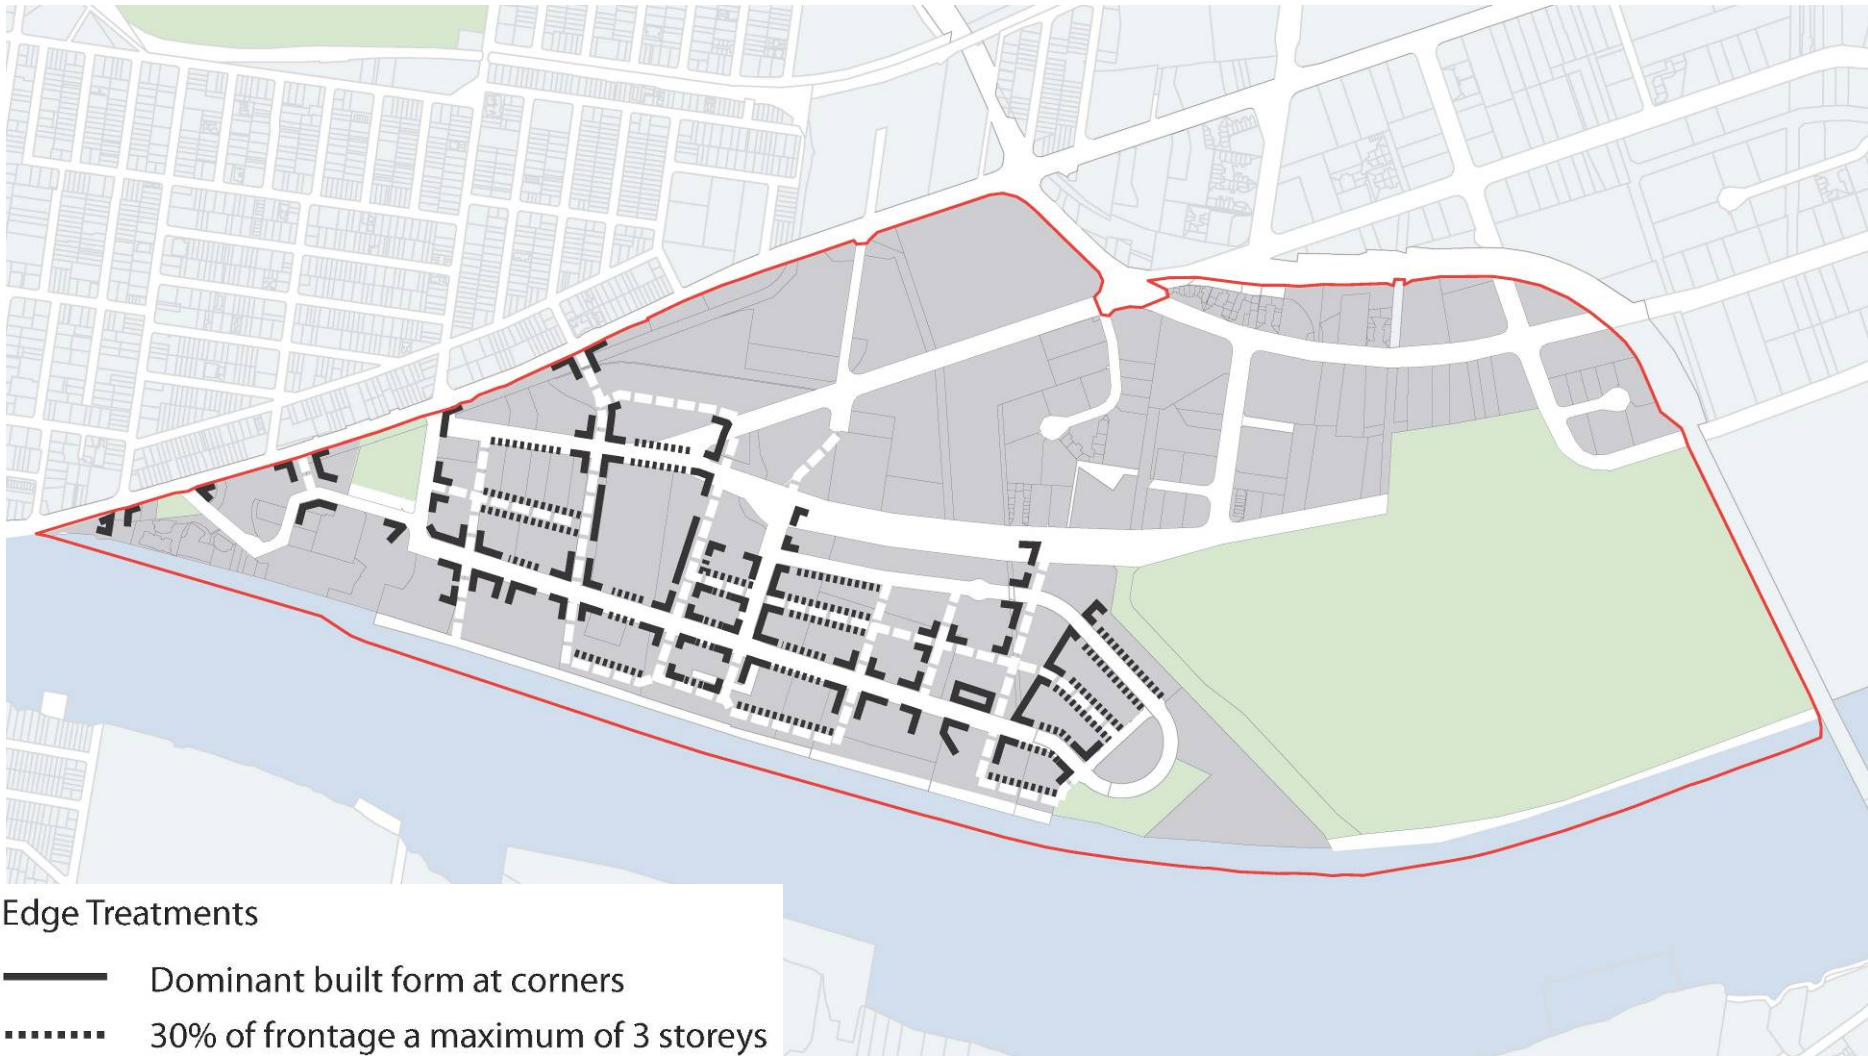 Edge Treatments
Dominant built form at corners
30% of frontage a maximum of 3 storeys